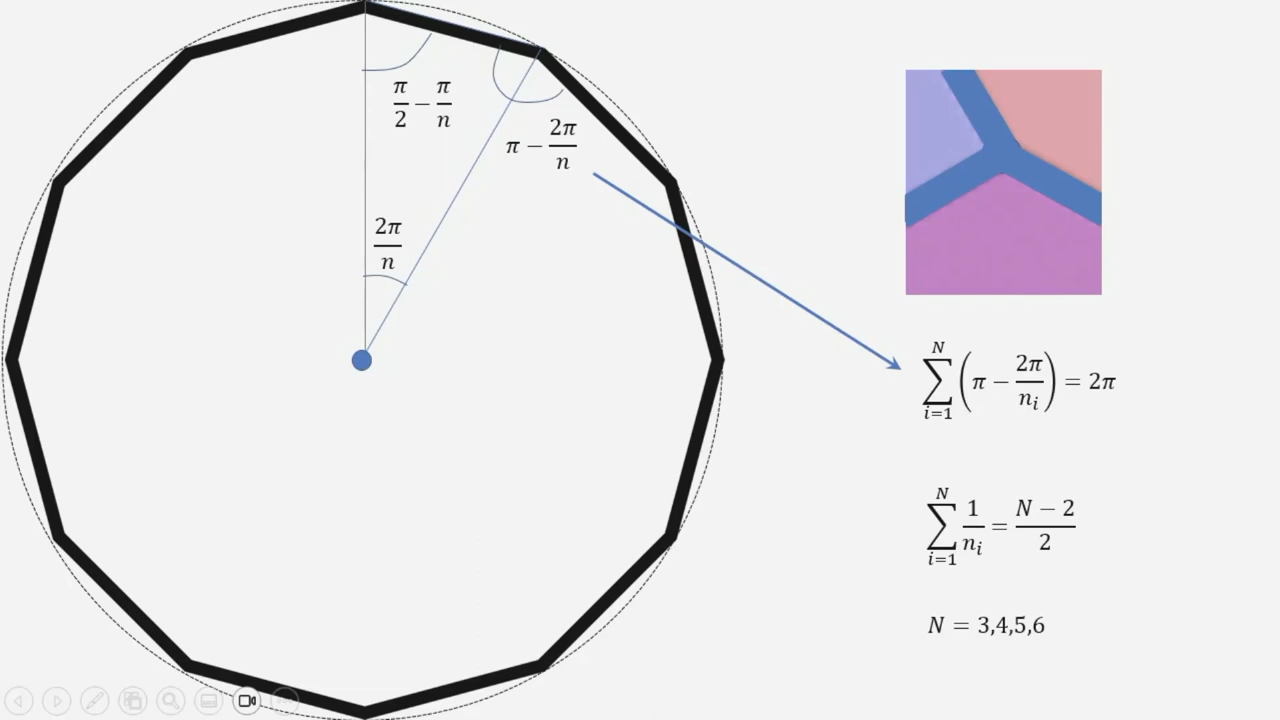 π/2 − π/n
π − 2π/n
2π/n
∑_{i=1}^{N} (π − 2π/n_i) = 2π
∑_{i=1}^{N} 1/n_i = (N − 2)/2
N = 3,4,5,6